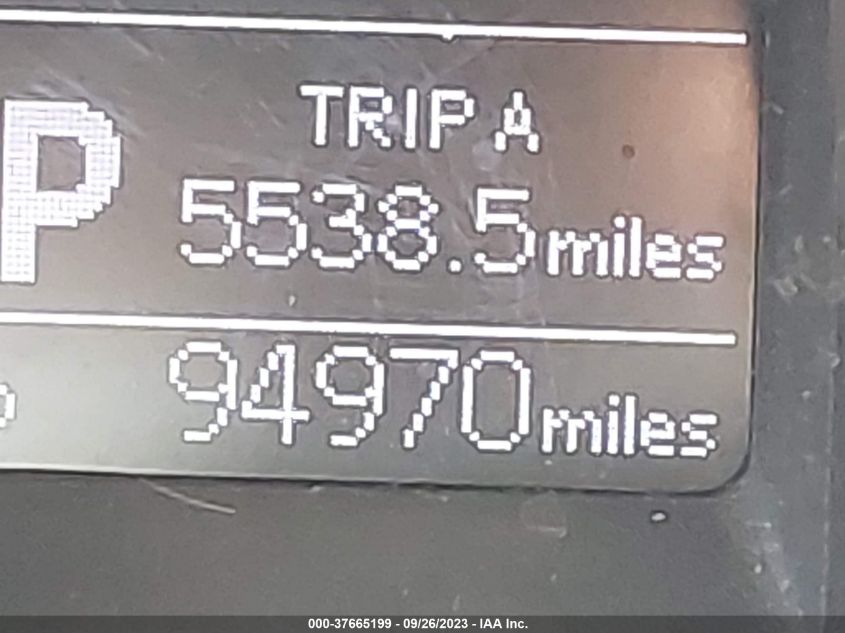 P
TRIP A
5538.5 miles
94970 miles
000-37665199 - 09/26/2023 - IAA Inc.